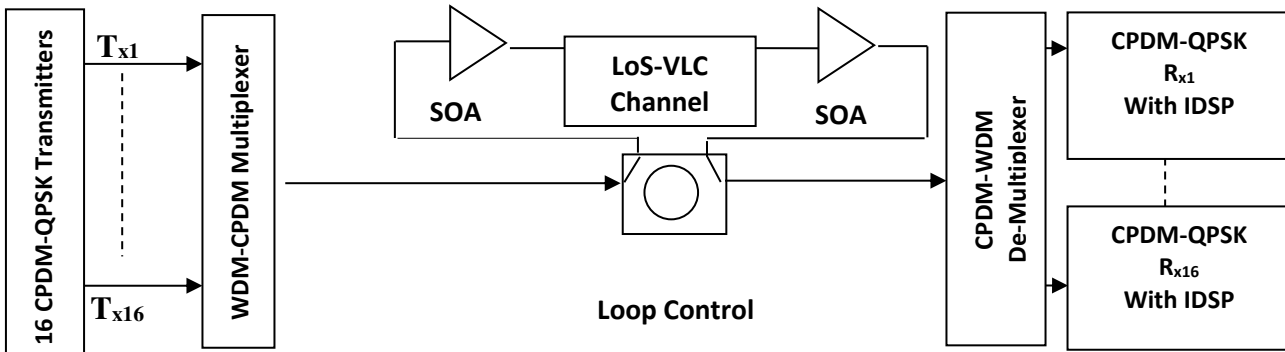 16 CPDM-QPSK Transmitters
Tx1
Tx16
WDM-CPDM Multiplexer
SOA
LoS-VLC
Channel
SOA
Loop Control
CPDM-WDM
De-Multiplexer
CPDM-QPSK
Rx1
With IDSP
CPDM-QPSK
Rx16
With IDSP